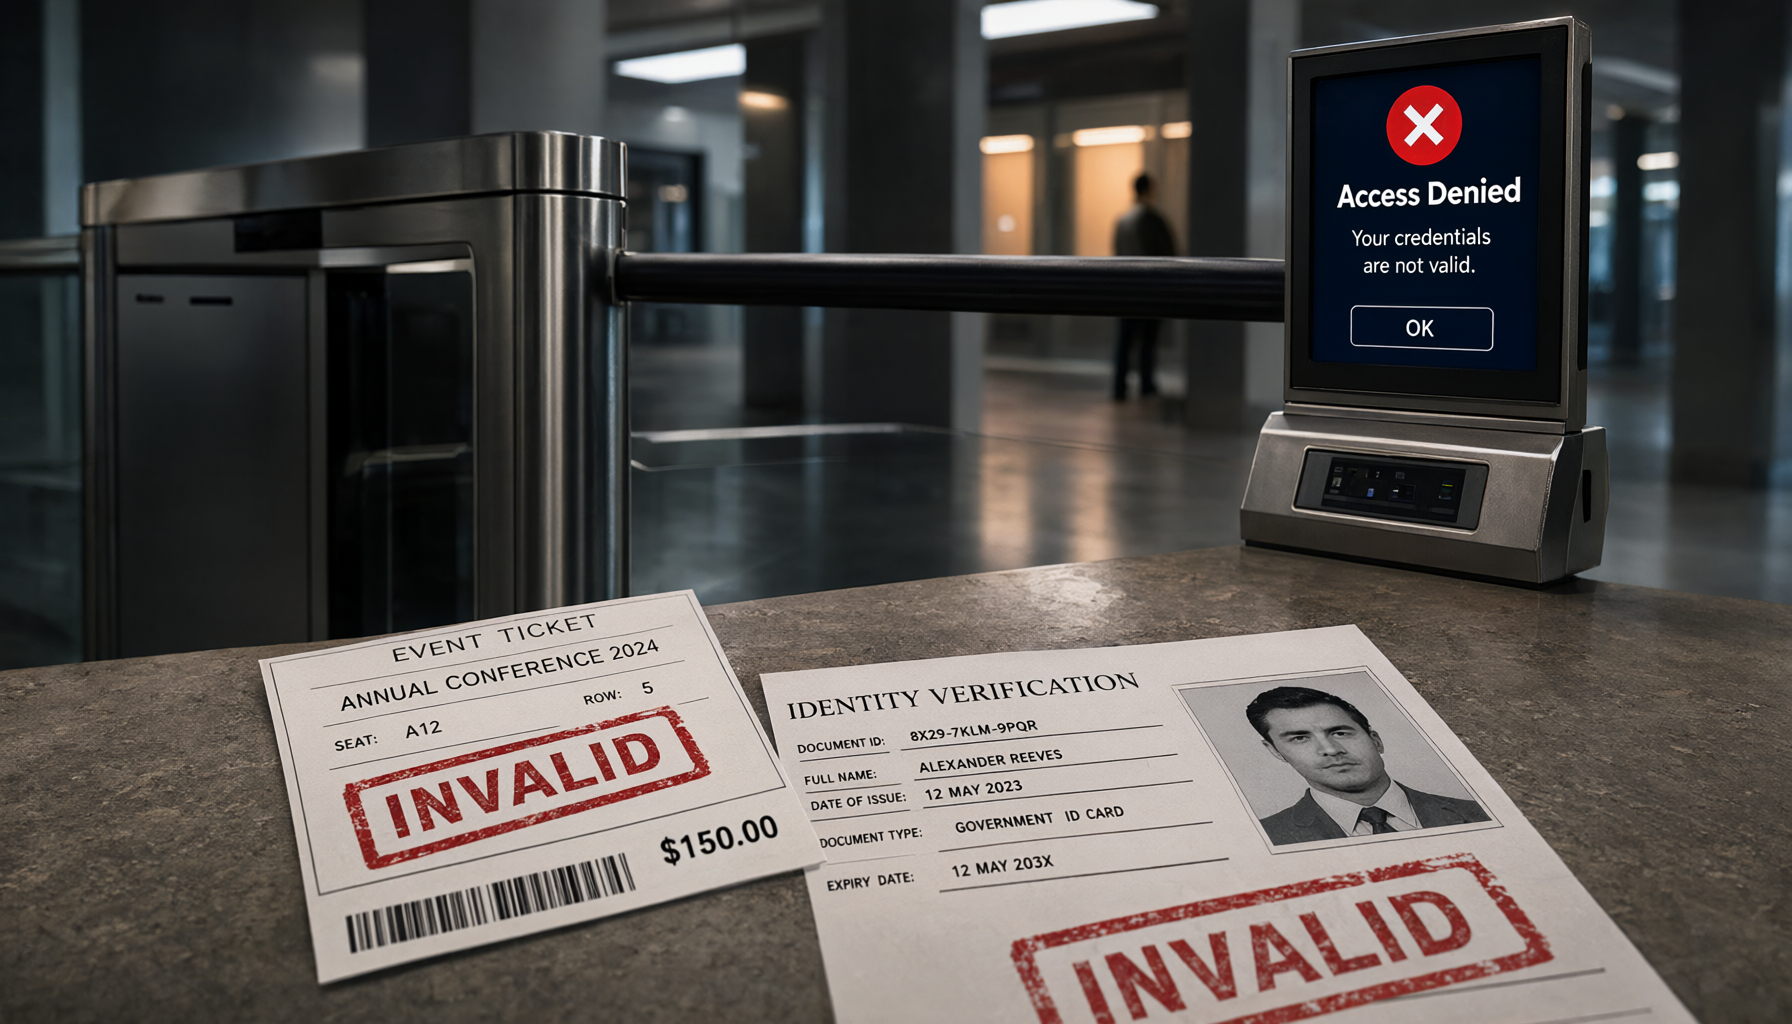 Access Denied
Your credentials
are not valid.
OK
EVENT TICKET
ANNUAL CONFERENCE 2024
SEAT: A12 ROW: 5
INVALID
$150.00
IDENTITY VERIFICATION
DOCUMENT ID: 8X29-7KLM-9PQR
FULL NAME: ALEXANDER REEVES
DATE OF ISSUE: 12 MAY 2023
DOCUMENT TYPE: GOVERNMENT ID CARD
EXPIRY DATE: 12 MAY 203X
INVALID